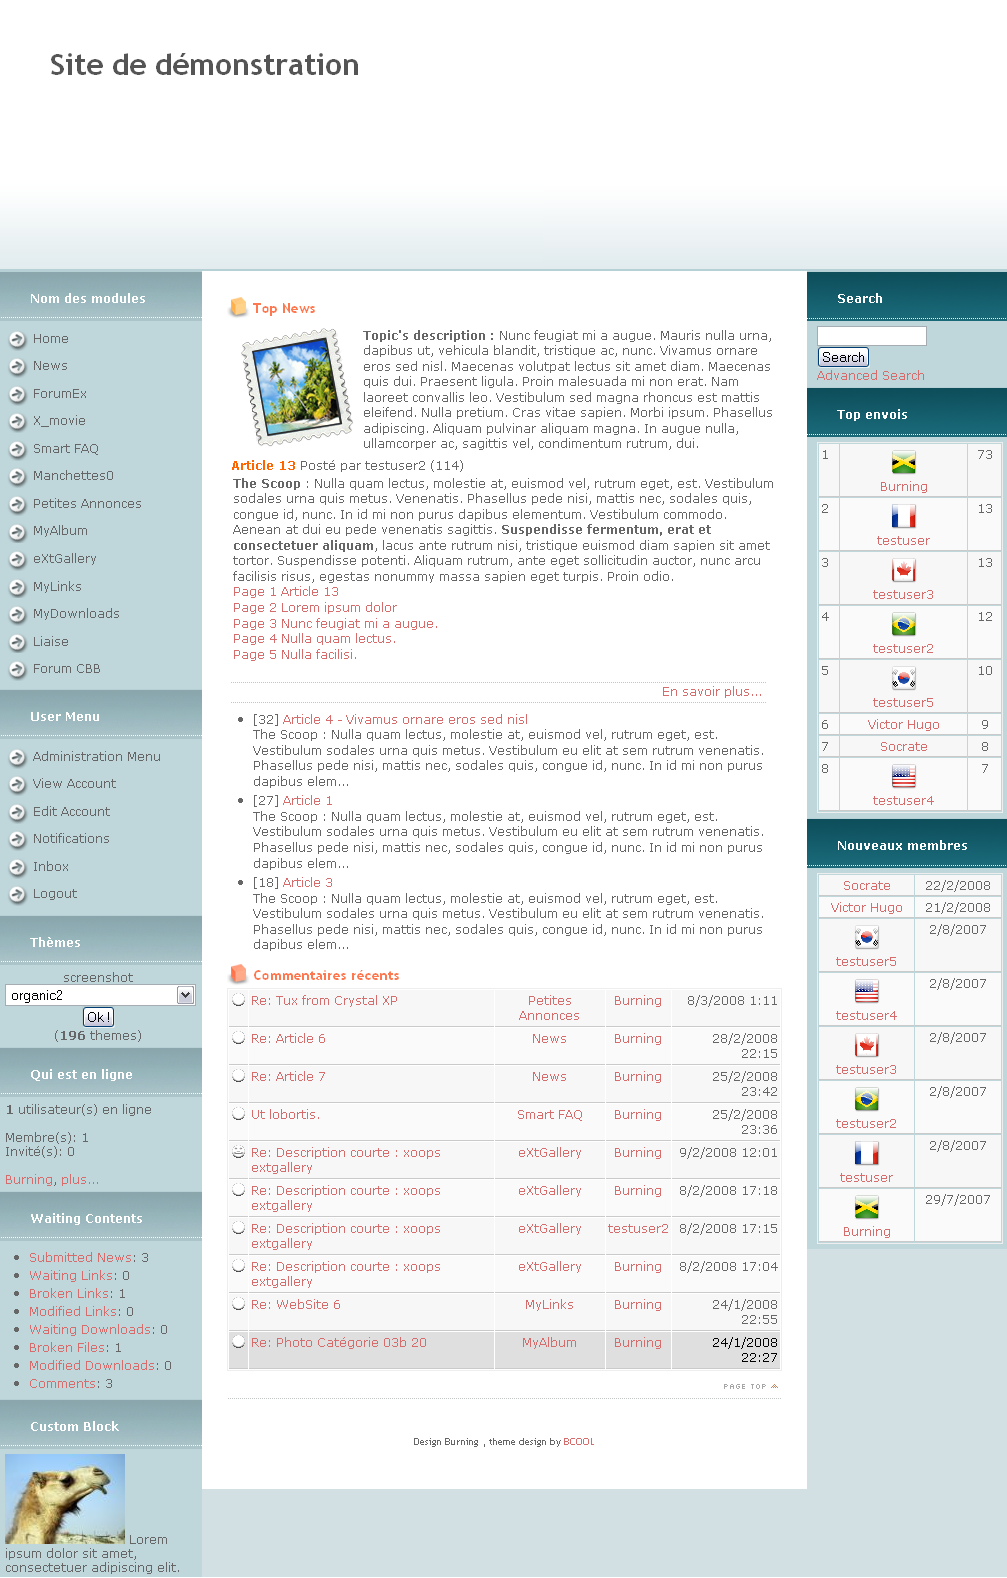 Site de démonstration
Nom des modules
Home
News
ForumEx
X_movie
Smart FAQ
Manchettes0
Petites Annonces
MyAlbum
eXtGallery
MyLinks
MyDownloads
Liaise
Forum CBB
User Menu
Administration Menu
View Account
Edit Account
Notifications
Inbox
Logout
Thèmes
screenshot
organic2
Ok !
(196 themes)
Qui est en ligne
1 utilisateur(s) en ligne
Membre(s): 1
Invité(s): 0
Burning, plus...
Waiting Contents
Submitted News: 3
Waiting Links: 0
Broken Links: 1
Modified Links: 0
Waiting Downloads: 0
Broken Files: 1
Modified Downloads: 0
Comments: 3
Custom Block
Lorem
ipsum dolor sit amet,
consectetuer adipiscing elit.
Top News
Topic's description : Nunc feugiat mi a augue. Mauris nulla urna,
dapibus ut, vehicula blandit, tristique ac, nunc. Vivamus ornare
eros sed nisl. Maecenas volutpat lectus sit amet diam. Maecenas
quis dui. Praesent ligula. Proin malesuada mi non erat. Nam
laoreet convallis leo. Vestibulum sed magna rhoncus est mattis
eleifend. Nulla pretium. Cras vitae sapien. Morbi ipsum. Phasellus
adipiscing. Aliquam pulvinar aliquam magna. In augue nulla,
ullamcorper ac, sagittis vel, condimentum rutrum, dui.
Article 13 Posté par testuser2 (114)
The Scoop : Nulla quam lectus, molestie at, euismod vel, rutrum eget, est. Vestibulum
sodales urna quis metus. Venenatis. Phasellus pede nisi, mattis nec, sodales quis,
congue id, nunc. In id mi non purus dapibus elementum. Vestibulum commodo.
Aenean at dui eu pede venenatis sagittis. Suspendisse fermentum, erat et
consectetuer aliquam, lacus ante rutrum nisi, tristique euismod diam sapien sit amet
tortor. Suspendisse potenti. Aliquam rutrum, ante eget sollicitudin auctor, nunc arcu
facilisis risus, egestas nonummy massa sapien eget turpis. Proin odio.
Page 1 Article 13
Page 2 Lorem ipsum dolor
Page 3 Nunc feugiat mi a augue.
Page 4 Nulla quam lectus.
Page 5 Nulla facilisi.
En savoir plus...
[32] Article 4 - Vivamus ornare eros sed nisl
The Scoop : Nulla quam lectus, molestie at, euismod vel, rutrum eget, est.
Vestibulum sodales urna quis metus. Vestibulum eu elit at sem rutrum venenatis.
Phasellus pede nisi, mattis nec, sodales quis, congue id, nunc. In id mi non purus
dapibus elem...
[27] Article 1
The Scoop : Nulla quam lectus, molestie at, euismod vel, rutrum eget, est.
Vestibulum sodales urna quis metus. Vestibulum eu elit at sem rutrum venenatis.
Phasellus pede nisi, mattis nec, sodales quis, congue id, nunc. In id mi non purus
dapibus elem...
[18] Article 3
The Scoop : Nulla quam lectus, molestie at, euismod vel, rutrum eget, est.
Vestibulum sodales urna quis metus. Vestibulum eu elit at sem rutrum venenatis.
Phasellus pede nisi, mattis nec, sodales quis, congue id, nunc. In id mi non purus
dapibus elem...
Commentaires récents
Re: Tux from Crystal XP Petites Annonces Burning 8/3/2008 1:11
Re: Article 6 News Burning 28/2/2008 22:15
Re: Article 7 News Burning 25/2/2008 23:42
Ut lobortis. Smart FAQ Burning 25/2/2008 23:36
Re: Description courte : xoops extgallery eXtGallery Burning 9/2/2008 12:01
Re: Description courte : xoops extgallery eXtGallery Burning 8/2/2008 17:18
Re: Description courte : xoops extgallery eXtGallery testuser2 8/2/2008 17:15
Re: Description courte : xoops extgallery eXtGallery Burning 8/2/2008 17:04
Re: WebSite 6 MyLinks Burning 24/1/2008 22:55
Re: Photo Catégorie 03b 20 MyAlbum Burning 24/1/2008 22:27
PAGE TOP
Design Burning , theme design by BCOOL
Search
Search
Advanced Search
Top envois
1 Burning 73
2 testuser 13
3 testuser3 13
4 testuser2 12
5 testuser5 10
6 Victor Hugo 9
7 Socrate 8
8 testuser4 7
Nouveaux membres
Socrate 22/2/2008
Victor Hugo 21/2/2008
testuser5 2/8/2007
testuser4 2/8/2007
testuser3 2/8/2007
testuser2 2/8/2007
testuser 2/8/2007
Burning 29/7/2007